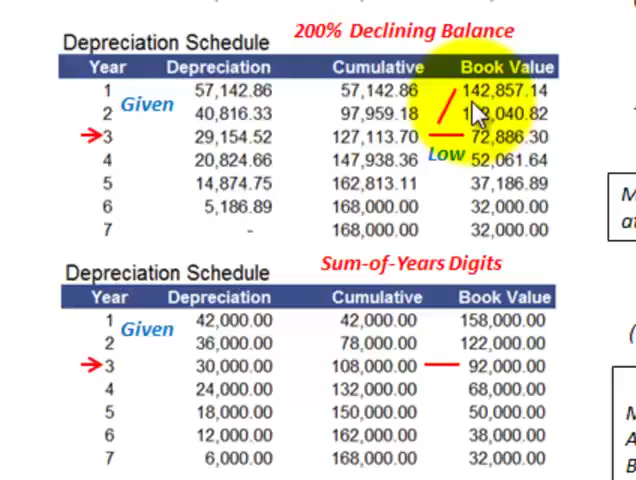 200% Declining Balance
Depreciation Schedule
Year Depreciation Cumulative Book Value
1 57,142.86 57,142.86 142,857.14
Given
2 40,816.33 97,959.18 ,040.82
3 29,154.52 127,113.70 72,886.30
Low
4 20,824.66 147,938.36 52,061.64
5 14,874.75 162,813.11 37,186.89
6 5,186.89 168,000.00 32,000.00
7 - 168,000.00 32,000.00
Sum-of-Years Digits
Depreciation Schedule
Year Depreciation Cumulative Book Value
1 42,000.00 42,000.00 158,000.00
Given
2 36,000.00 78,000.00 122,000.00
3 30,000.00 108,000.00 92,000.00
4 24,000.00 132,000.00 68,000.00
5 18,000.00 150,000.00 50,000.00
6 12,000.00 162,000.00 38,000.00
7 6,000.00 168,000.00 32,000.00